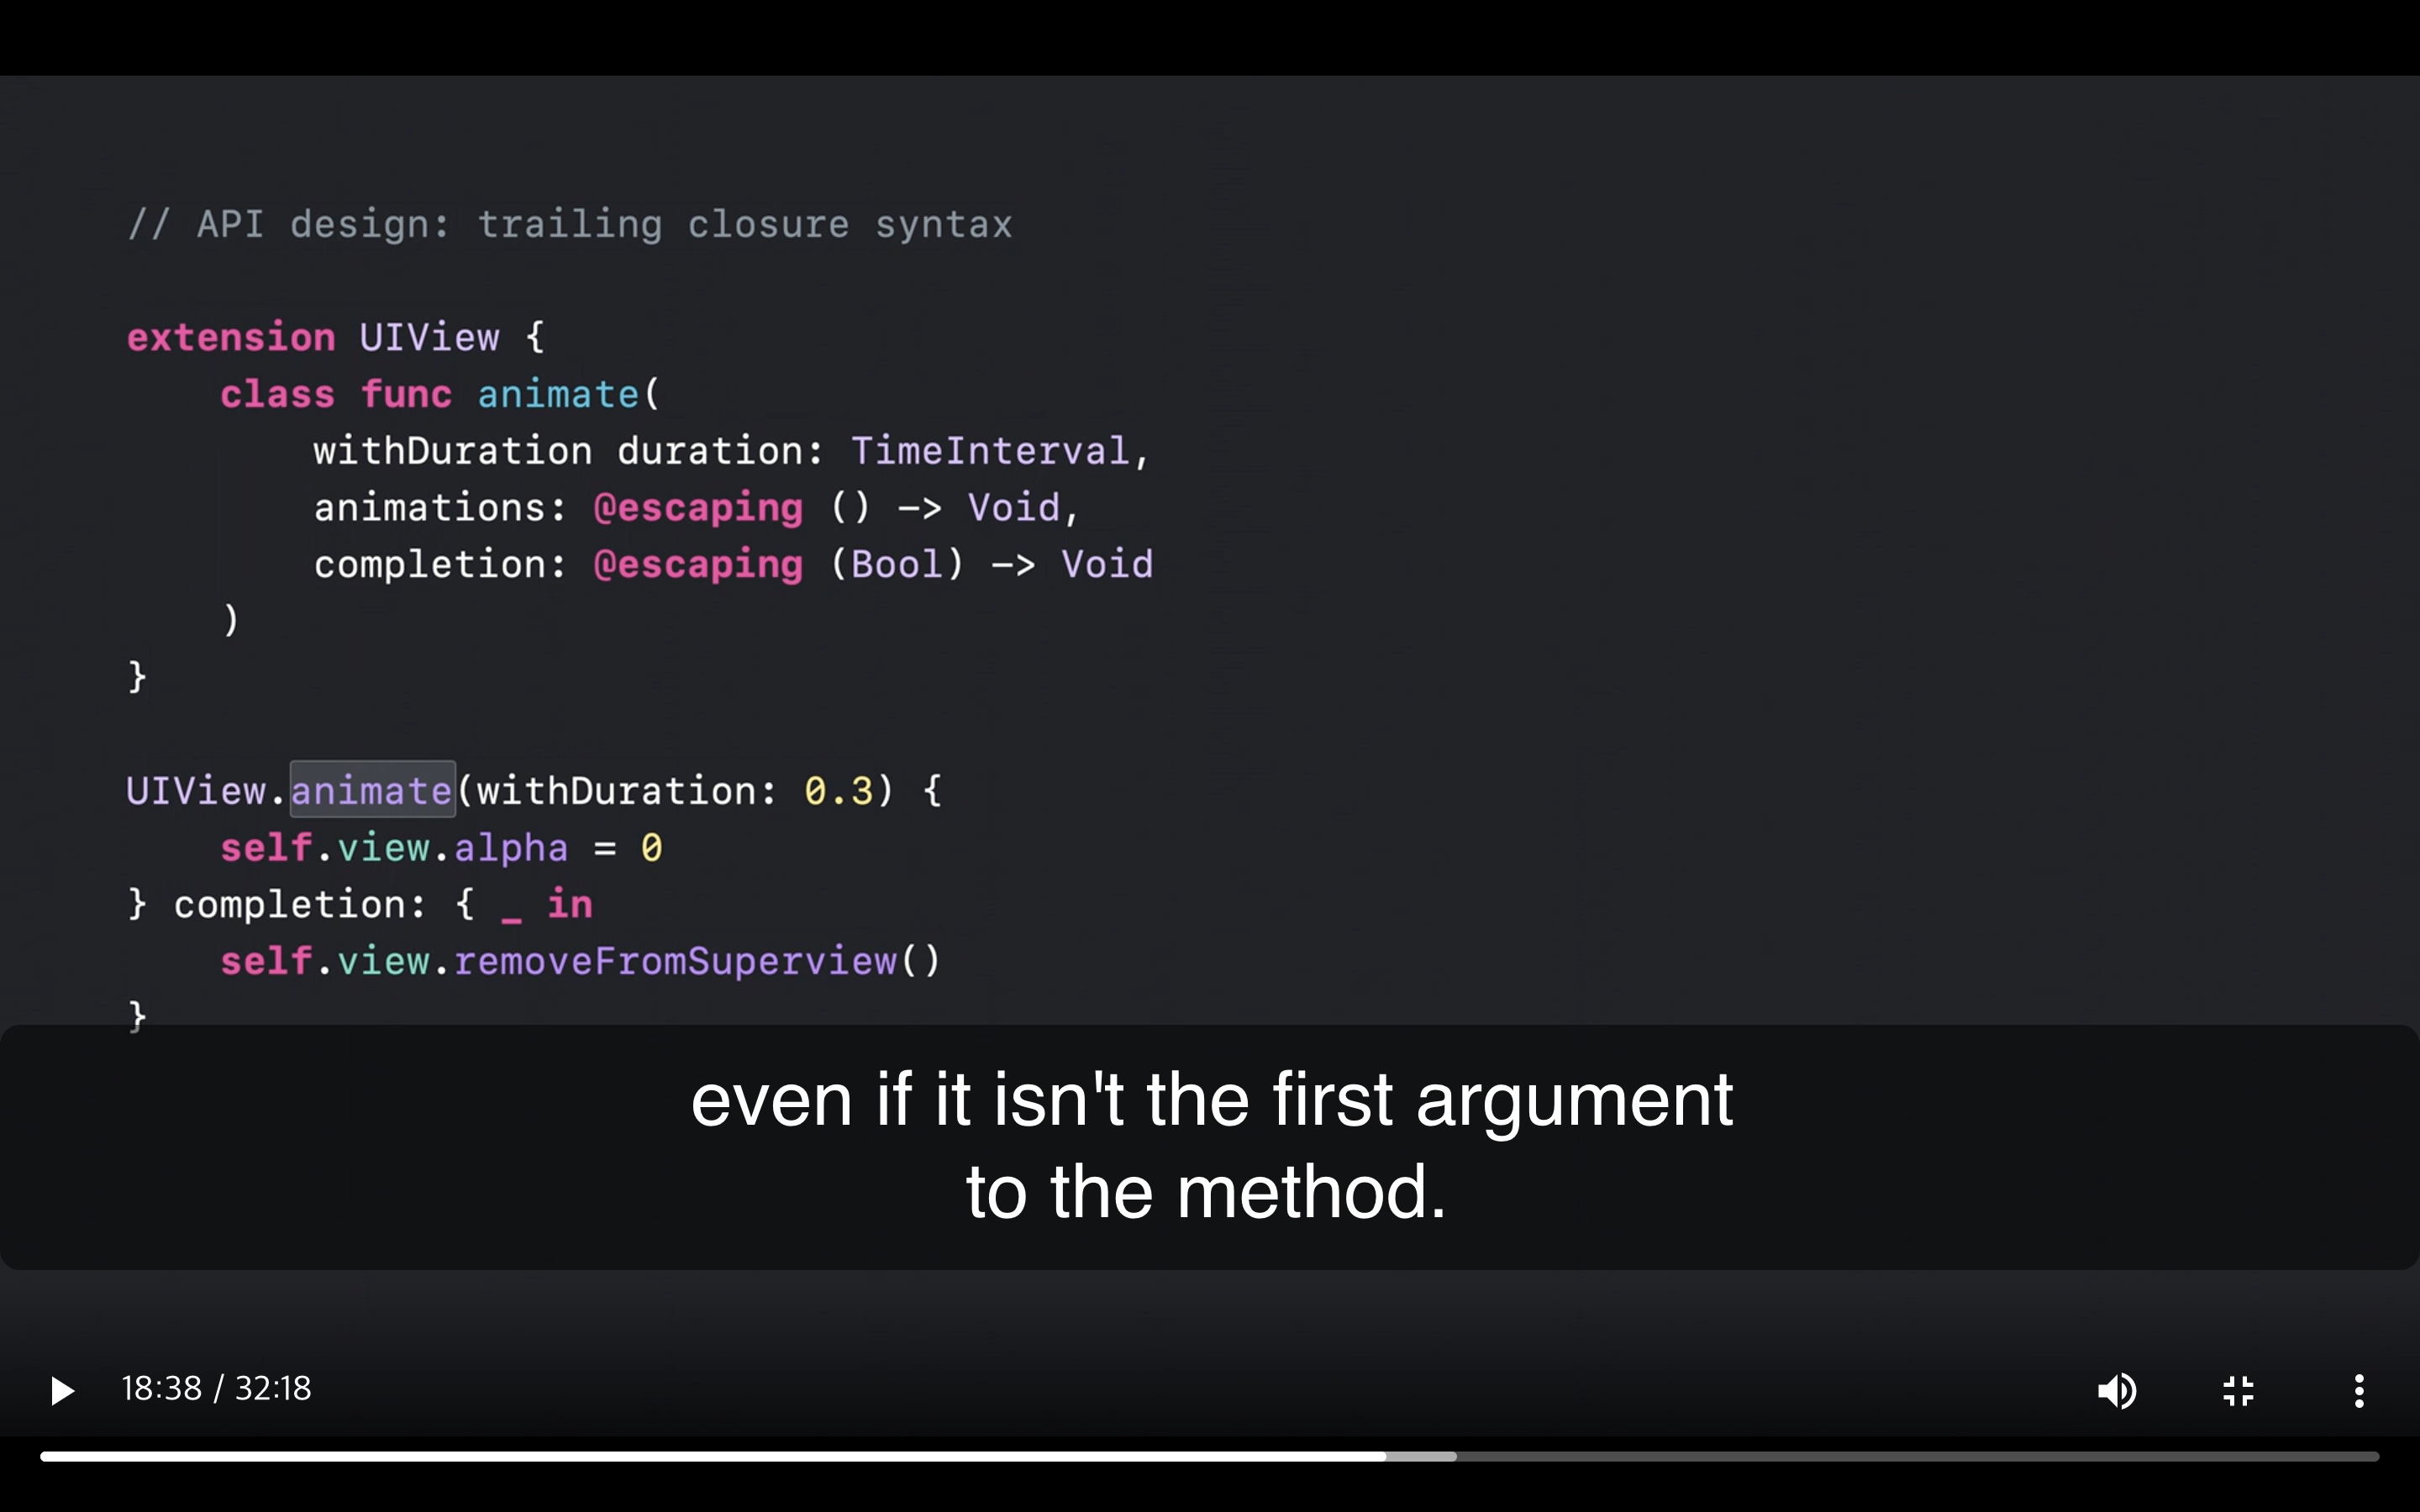 // API design: trailing closure syntax
extension UIView {
    class func animate(
        withDuration duration: TimeInterval,
        animations: @escaping () -> Void,
        completion: @escaping (Bool) -> Void
    )
}
UIView.animate(withDuration: 0.3) {
    self.view.alpha = 0
} completion: { _ in
    self.view.removeFromSuperview()
}
even if it isn't the first argument
to the method.
18:38 / 32:18